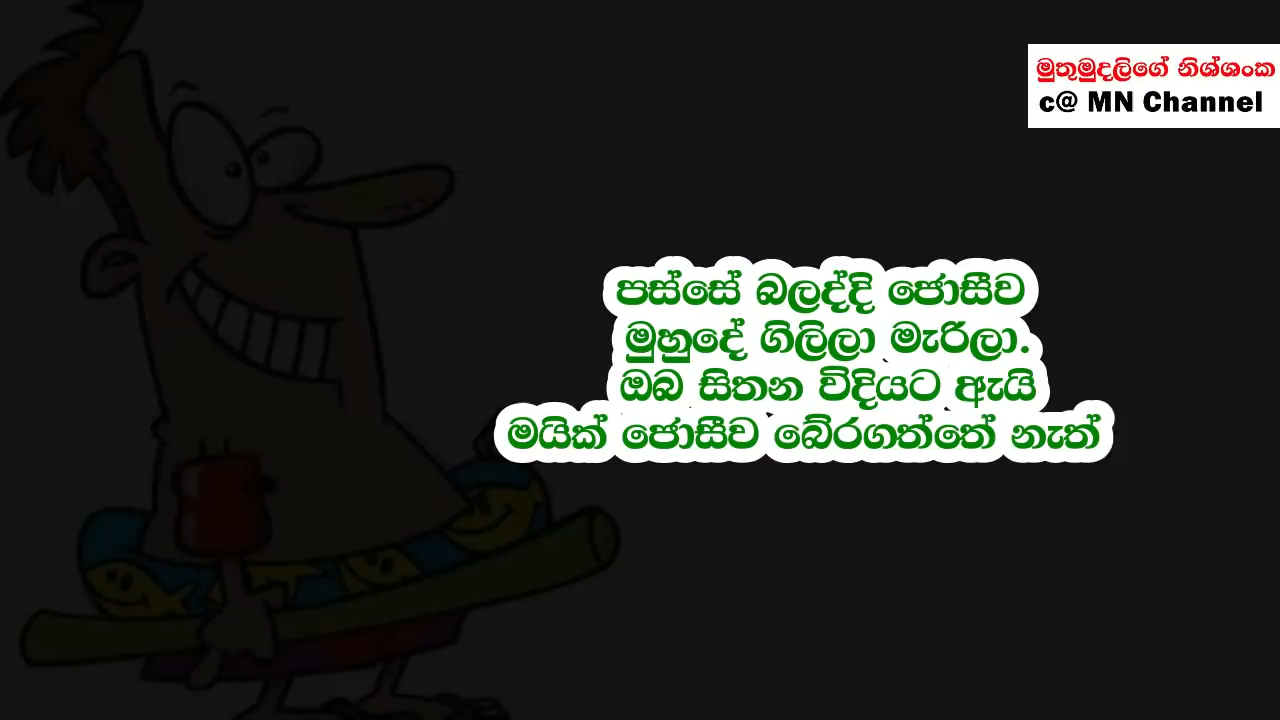 මුතුමුදලිගේ නිශ්ශංක
c@ MN Channel
පස්සේ බලද්දි ජොසීව
මුහුදේ ගිලිලා මැරිලා.
ඔබ සිතන විදියට ඇයි
මයික් ජොසීව බේරගත්තේ නැත්